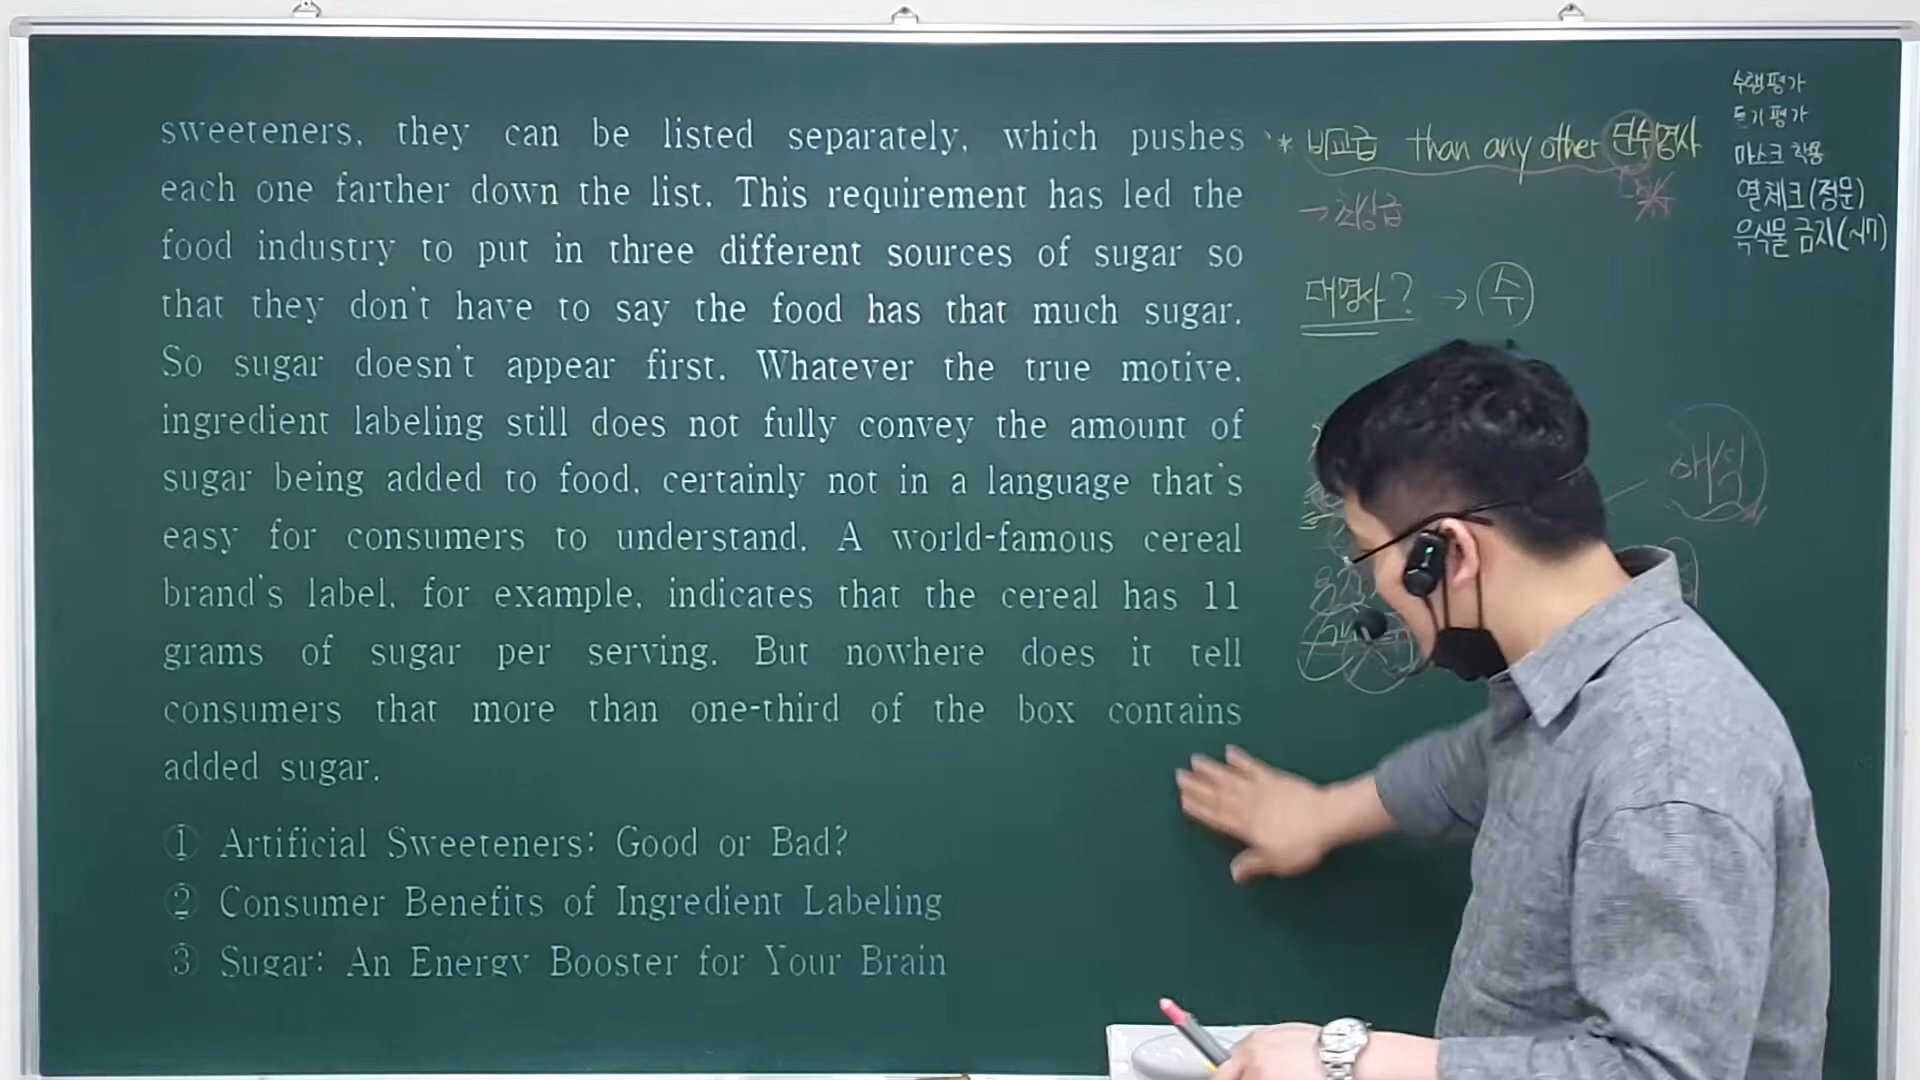 sweeteners, they can be listed separately, which pushes
each one farther down the list. This requirement has led the
food industry to put in three different sources of sugar so
that they don't have to say the food has that much sugar.
So sugar doesn't appear first. Whatever the true motive,
ingredient labeling still does not fully convey the amount of
sugar being added to food, certainly not in a language that's
easy for consumers to understand. A world-famous cereal
brand's label, for example, indicates that the cereal has 11
grams of sugar per serving. But nowhere does it tell
consumers that more than one-third of the box contains
added sugar.
① Artificial Sweeteners: Good or Bad?
② Consumer Benefits of Ingredient Labeling
③ Sugar: An Energy Booster for Your Brain
* 비교급 than any other 단수명사
→ 최상급
대명사? → 수
수행평가
듣기평가
마스크 착용
열체크(정문)
음식물 금지(~17)